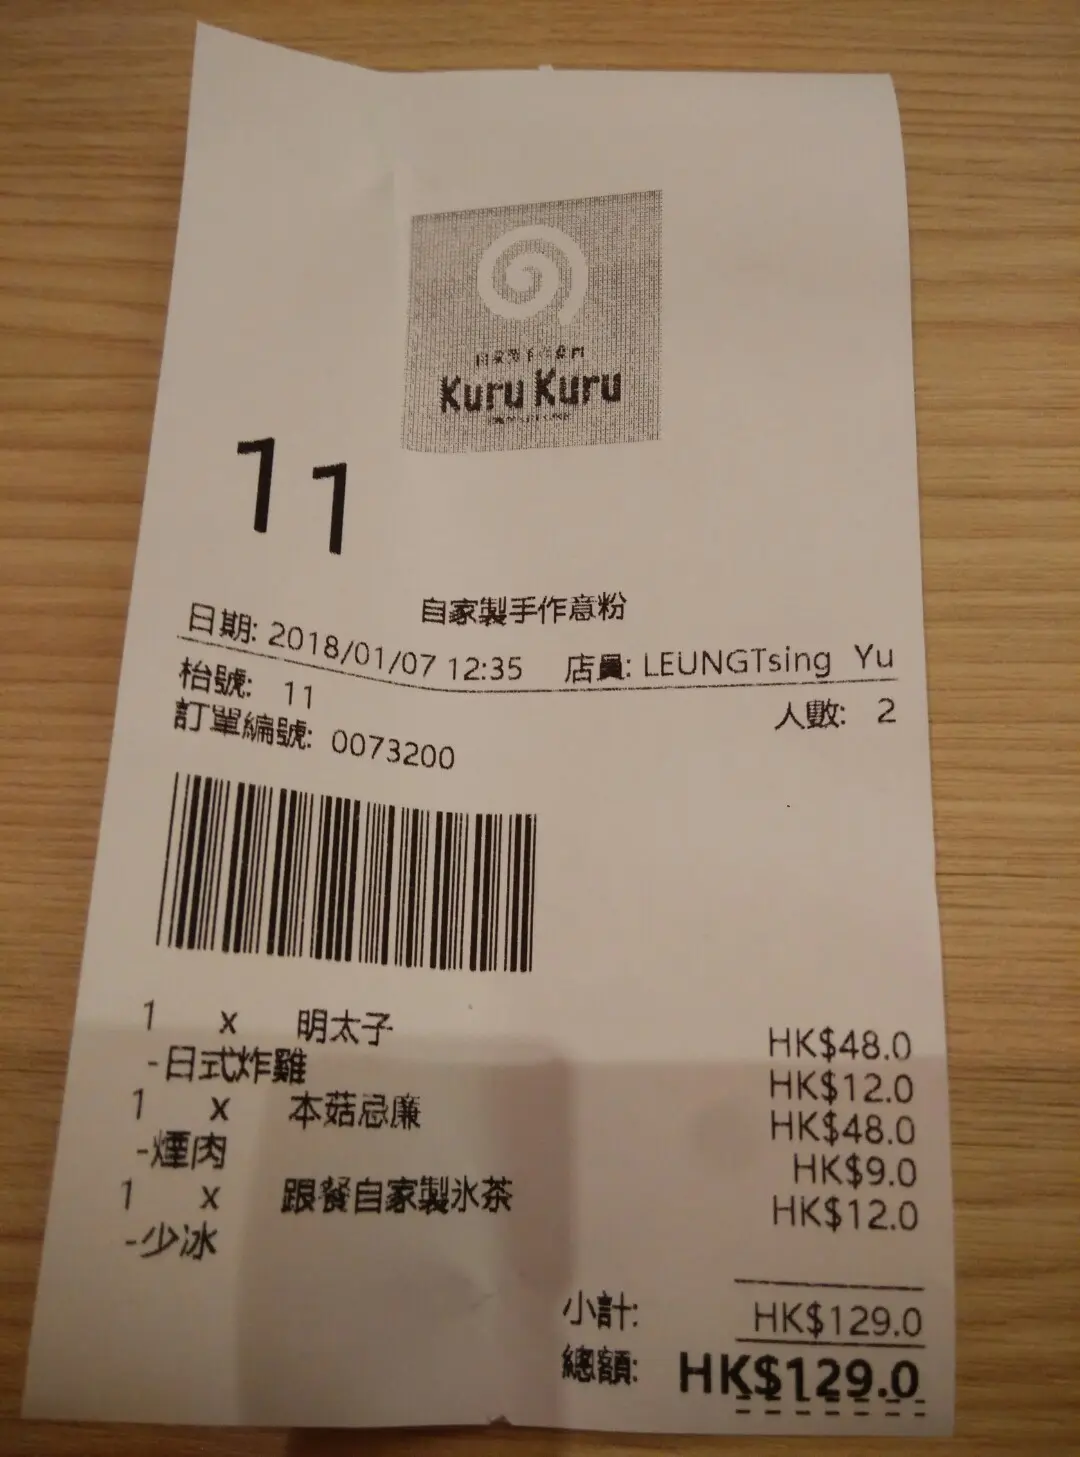 Kuru Kuru
11
自家製手作意粉
日期: 2018/01/07 12:35 店員: LEUNGTsing Yu
枱號: 11 人數: 2
訂單編號: 0073200
1 x 明太子 HK$48.0
-日式炸雞 HK$12.0
1 x 本菇忌廉 HK$48.0
-煙肉 HK$9.0
1 x 跟餐自家製氷茶 HK$12.0
-少冰
小計: HK$129.0
總額: HK$129.0